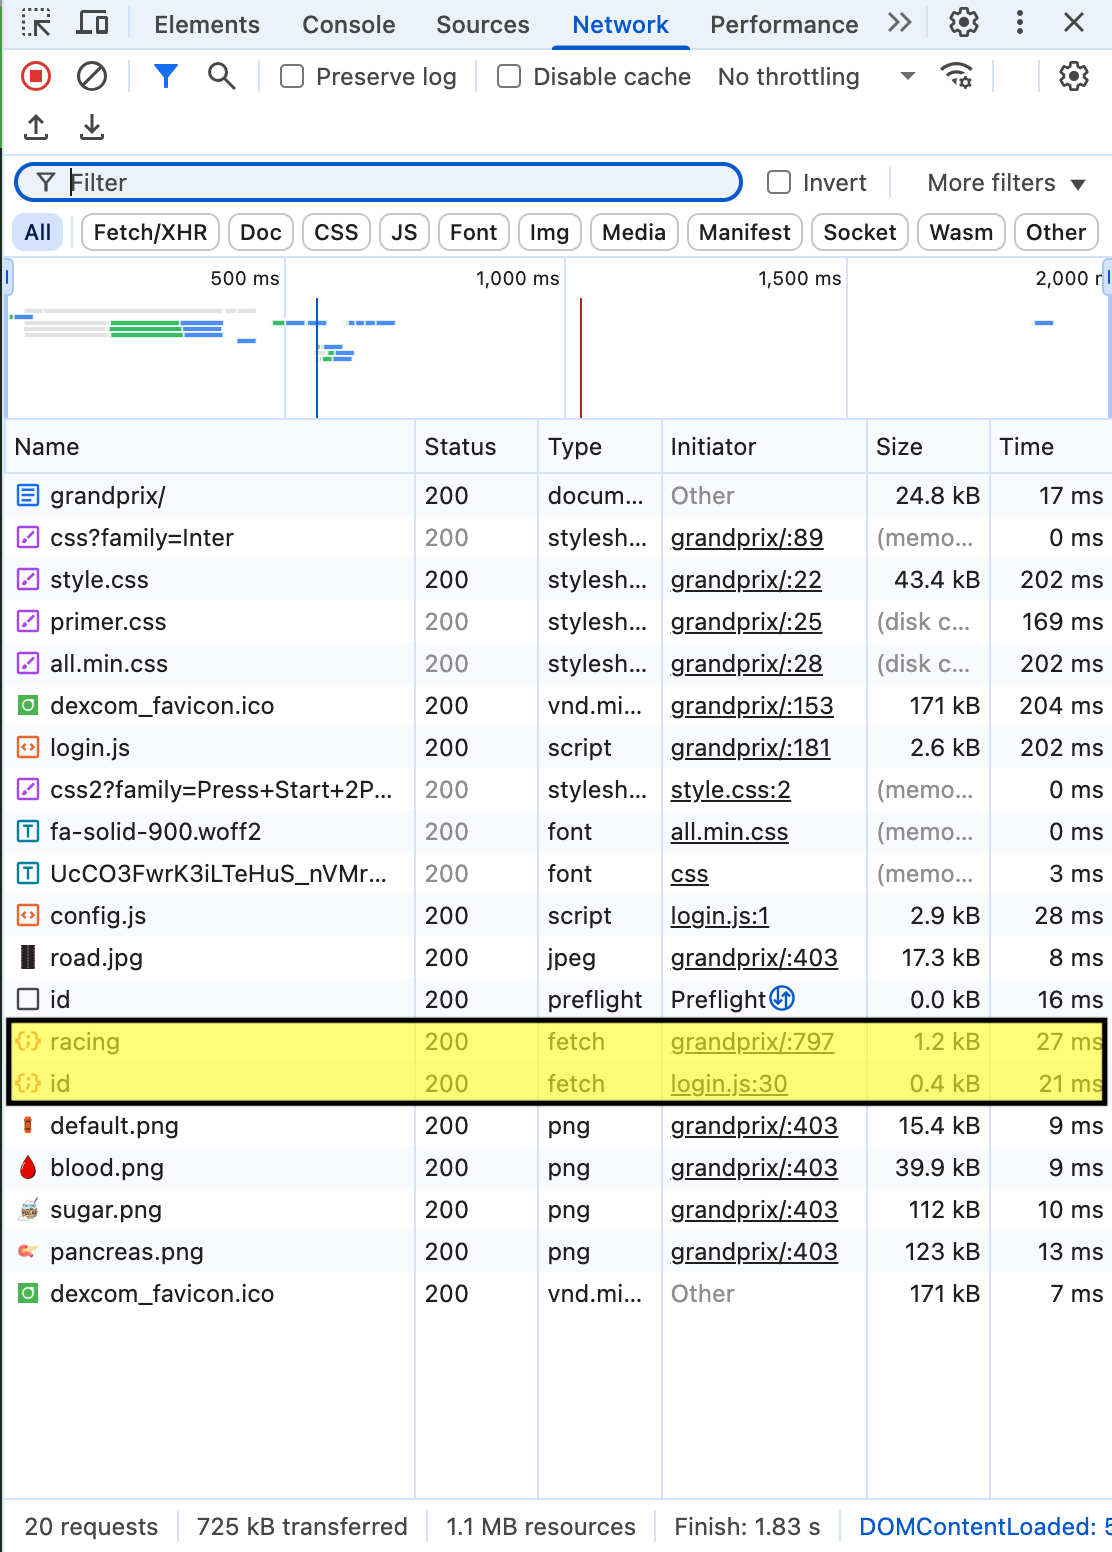 Elements Console Sources Network Performance
Preserve log Disable cache No throttling
Filter Invert More filters
All Fetch/XHR Doc CSS JS Font Img Media Manifest Socket Wasm Other
500 ms 1,000 ms 1,500 ms 2,000
Name Status Type Initiator Size Time
grandprix/ 200 docum... Other 24.8 kB 17 ms
css?family=Inter 200 stylesh... grandprix/:89 (memo... 0 ms
style.css 200 stylesh... grandprix/:22 43.4 kB 202 ms
primer.css 200 stylesh... grandprix/:25 (disk c... 169 ms
all.min.css 200 stylesh... grandprix/:28 (disk c... 202 ms
dexcom_favicon.ico 200 vnd.mi... grandprix/:153 171 kB 204 ms
login.js 200 script grandprix/:181 2.6 kB 202 ms
css2?family=Press+Start+2P... 200 stylesh... style.css:2 (memo... 0 ms
fa-solid-900.woff2 200 font all.min.css (memo... 0 ms
UcCO3FwrK3iLTeHuS_nVMr... 200 font css (memo... 3 ms
config.js 200 script login.js:1 2.9 kB 28 ms
road.jpg 200 jpeg grandprix/:403 17.3 kB 8 ms
id 200 preflight Preflight 0.0 kB 16 ms
racing 200 fetch grandprix/:797 1.2 kB 27 ms
id 200 fetch login.js:30 0.4 kB 21 ms
default.png 200 png grandprix/:403 15.4 kB 9 ms
blood.png 200 png grandprix/:403 39.9 kB 9 ms
sugar.png 200 png grandprix/:403 112 kB 10 ms
pancreas.png 200 png grandprix/:403 123 kB 13 ms
dexcom_favicon.ico 200 vnd.mi... Other 171 kB 7 ms
20 requests 725 kB transferred 1.1 MB resources Finish: 1.83 s DOMContentLoaded: